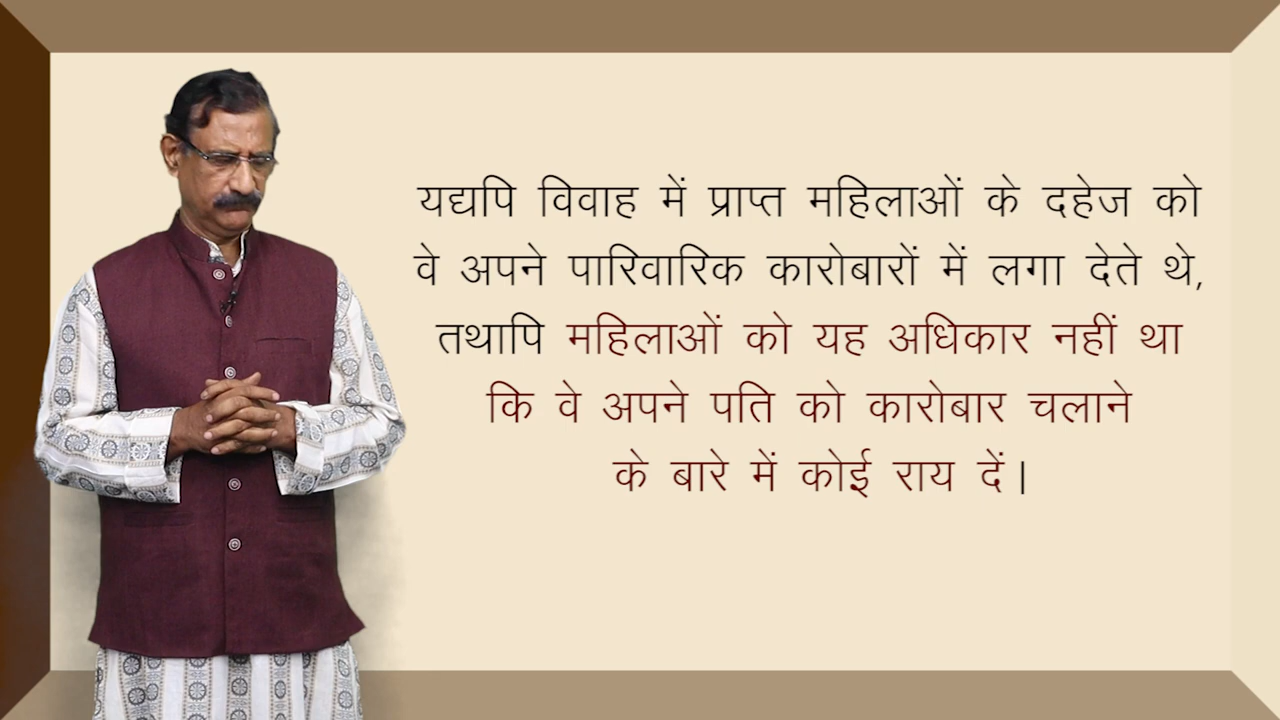 यद्यपि विवाह में प्राप्त महिलाओं के दहेज को
वे अपने पारिवारिक कारोबारों में लगा देते थे,
तथापि महिलाओं को यह अधिकार नहीं था
कि वे अपने पति को कारोबार चलाने
के बारे में कोई राय दें।